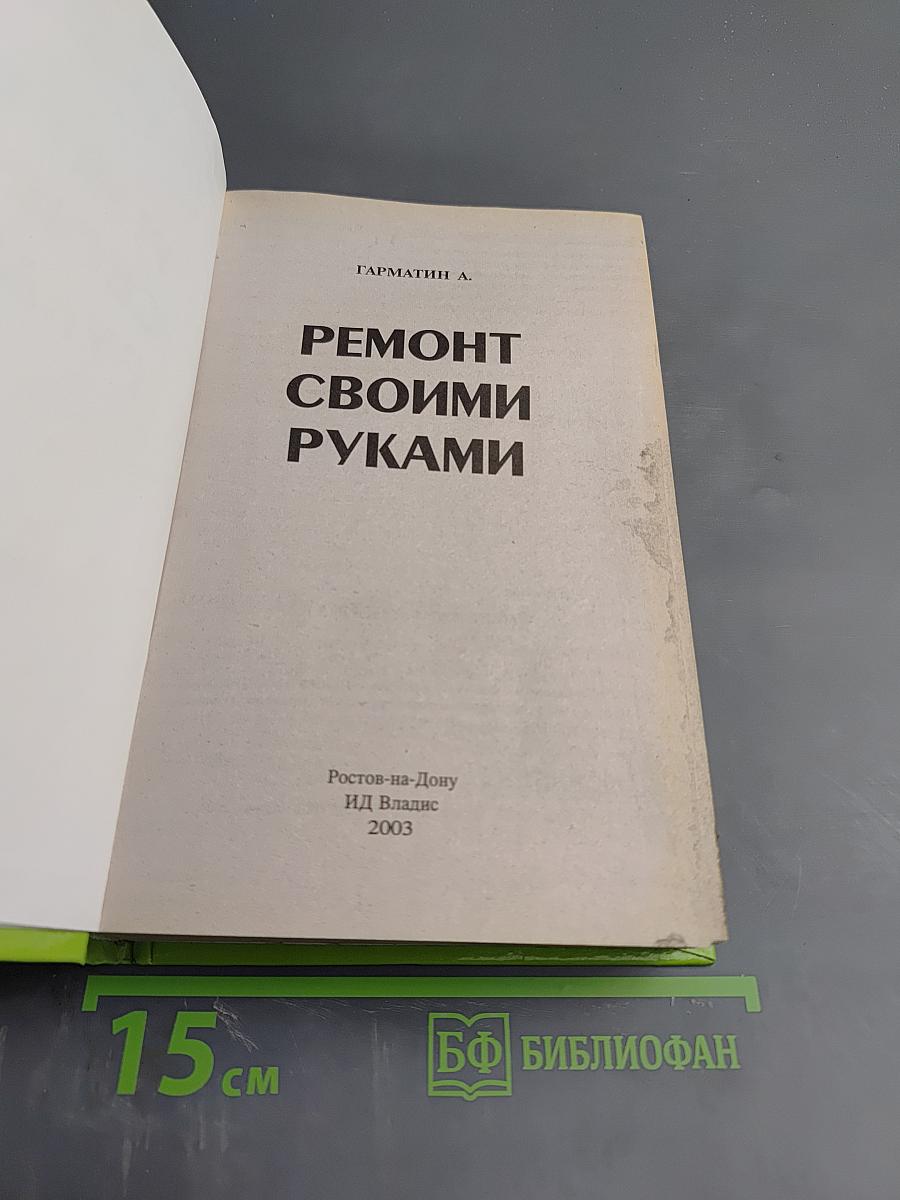 ГАРМАТИН А.
РЕМОНТ
СВОИМИ
РУКАМИ
Ростов-на-Дону
ИД Владис
2003
15 см
БФ БИБЛИОФАН